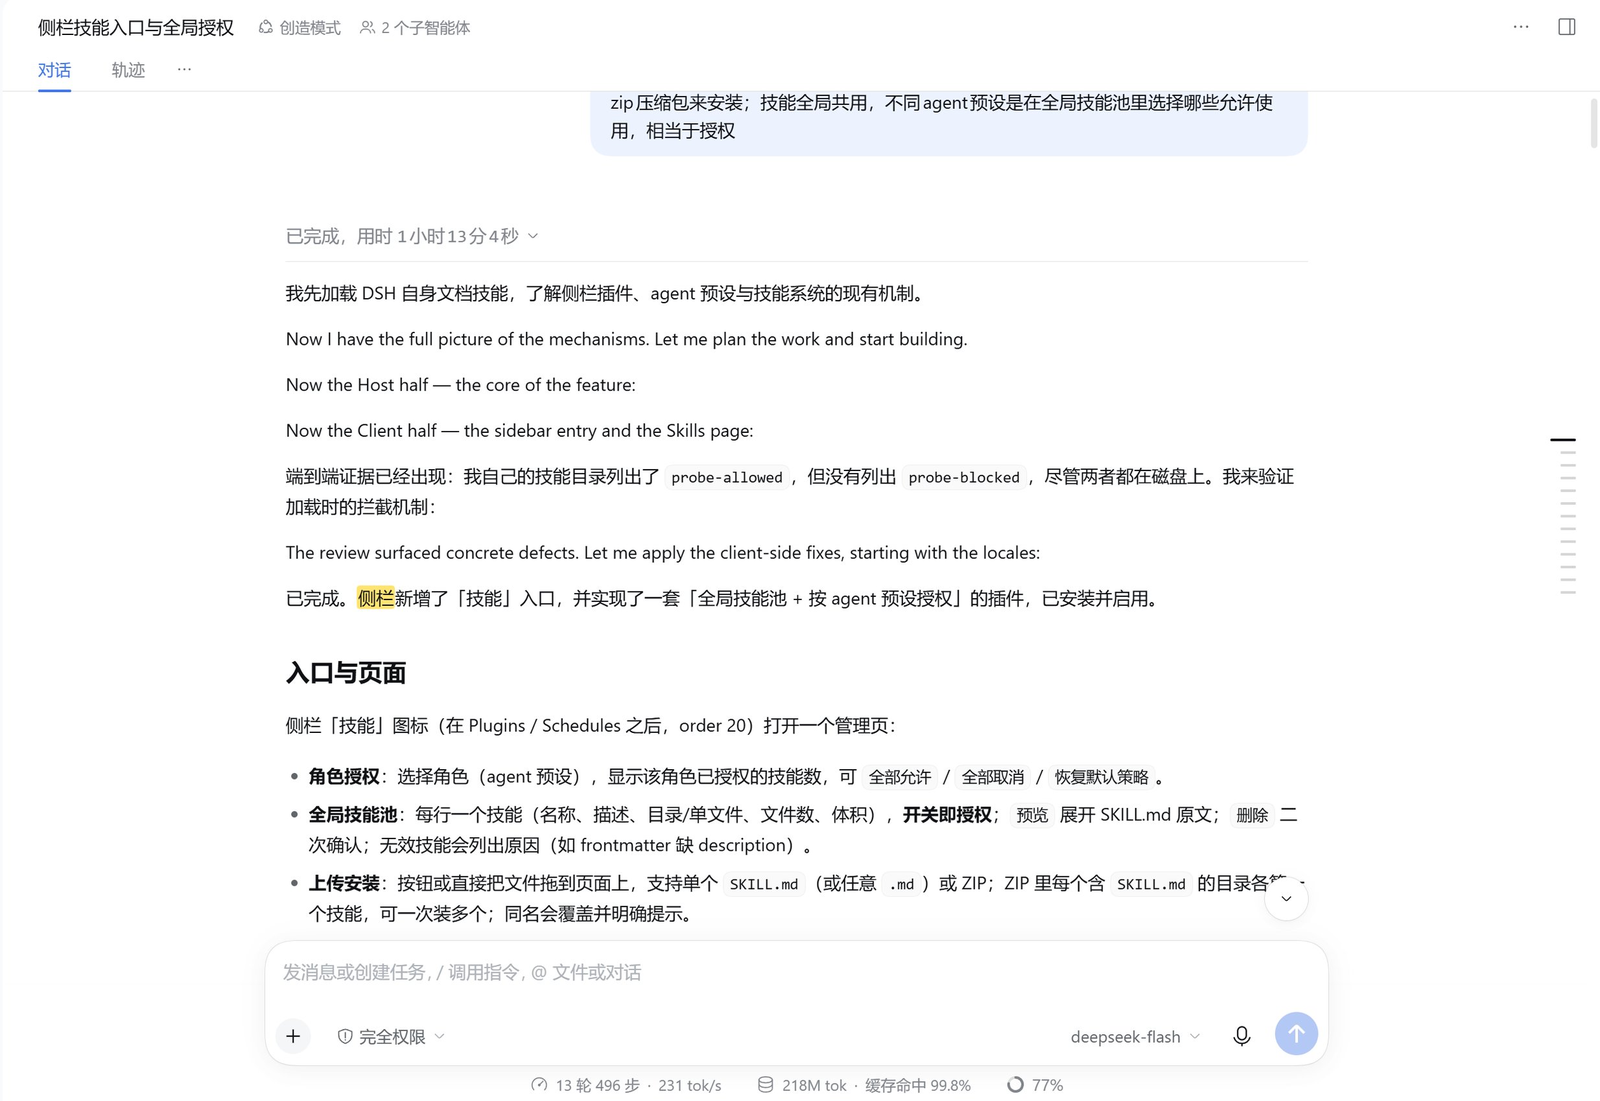 侧栏技能入口与全局授权 创造模式 2 个子智能体 ···
对话 轨迹 ···
zip压缩包来安装；技能全局共用，不同agent预设是在全局技能池里选择哪些允许使
用，相当于授权
已完成，用时 1小时13分4秒
我先加载 DSH 自身文档技能，了解侧栏插件、agent 预设与技能系统的现有机制。
Now I have the full picture of the mechanisms. Let me plan the work and start building.
Now the Host half — the core of the feature:
Now the Client half — the sidebar entry and the Skills page:
端到端证据已经出现：我自己的技能目录列出了 probe-allowed ，但没有列出 probe-blocked ，尽管两者都在磁盘上。我来验证
加载时的拦截机制：
The review surfaced concrete defects. Let me apply the client-side fixes, starting with the locales:
已完成。侧栏新增了「技能」入口，并实现了一套「全局技能池 + 按 agent 预设授权」的插件，已安装并启用。
入口与页面
侧栏「技能」图标（在 Plugins / Schedules 之后，order 20）打开一个管理页：
• 角色授权：选择角色（agent 预设），显示该角色已授权的技能数，可 全部允许 / 全部取消 / 恢复默认策略 。
• 全局技能池：每行一个技能（名称、描述、目录/单文件、文件数、体积），开关即授权； 预览 展开 SKILL.md 原文； 删除 二
次确认；无效技能会列出原因（如 frontmatter 缺 description）。
• 上传安装：按钮或直接把文件拖到页面上，支持单个 SKILL.md （或任意 .md ）或 ZIP；ZIP 里每个含 SKILL.md 的目录各
个技能，可一次装多个；同名会覆盖并明确提示。
发消息或创建任务, / 调用指令, @ 文件或对话
完全权限 deepseek-flash
13 轮 496 步 · 231 tok/s 218M tok · 缓存命中 99.8% 77%